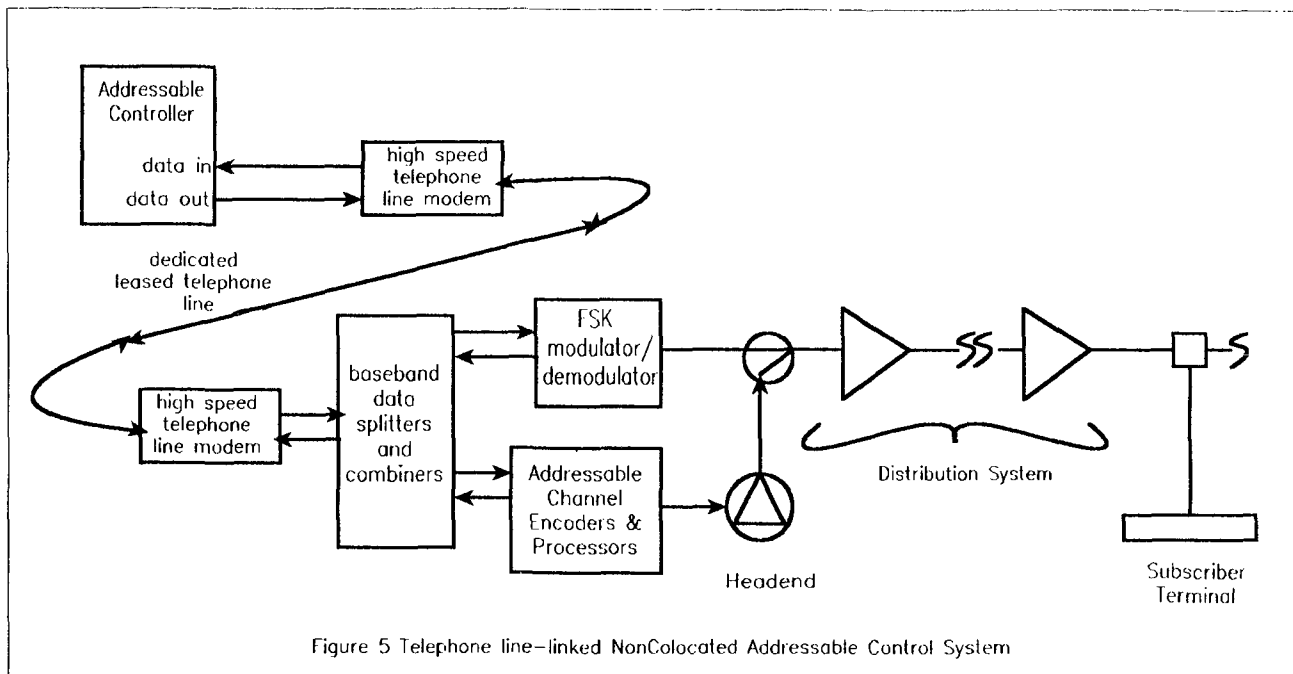 Addressable
Controller
data in
data out
high speed
telephone
line modem
dedicated
leased telephone
line
high speed
telephone
line modem
baseband
data
splitters
and
combiners
FSK
modulator/
demodulator
Addressable
Channel
Encoders &
Processors
Headend
Distribution System
Subscriber
Terminal
Figure 5 Telephone line-linked NonColocated Addressable Control System